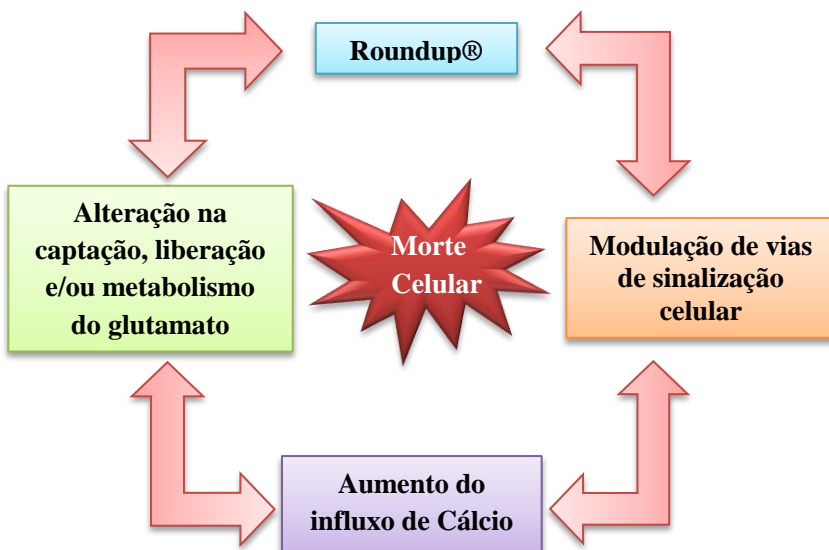 Roundup®
Alteração na
captação, liberação
e/ou metabolismo
do glutamato
Morte
Celular
Modulação de vias
de sinalização
celular
Aumento do
influxo de Cálcio